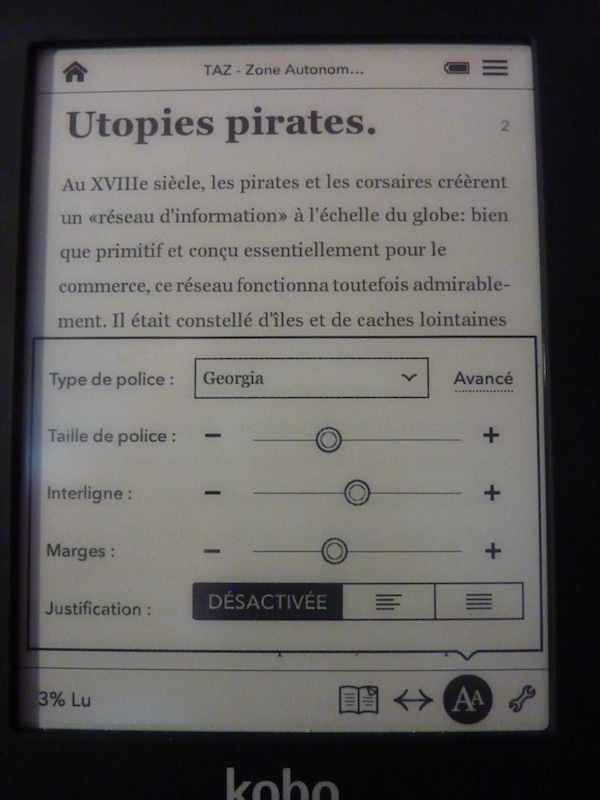 TAZ - Zone Autonom...
Utopies pirates.
2
Au XVIIIe siècle, les pirates et les corsaires créèrent
un «réseau d'information» à l'échelle du globe: bien
que primitif et conçu essentiellement pour le
commerce, ce réseau fonctionna toutefois admirable-
ment. Il était constellé d'îles et de caches lointaines
Type de police : Georgia Avancé
Taille de police : − +
Interligne : − +
Marges : − +
Justification : DÉSACTIVÉE
3% Lu AA
kobo